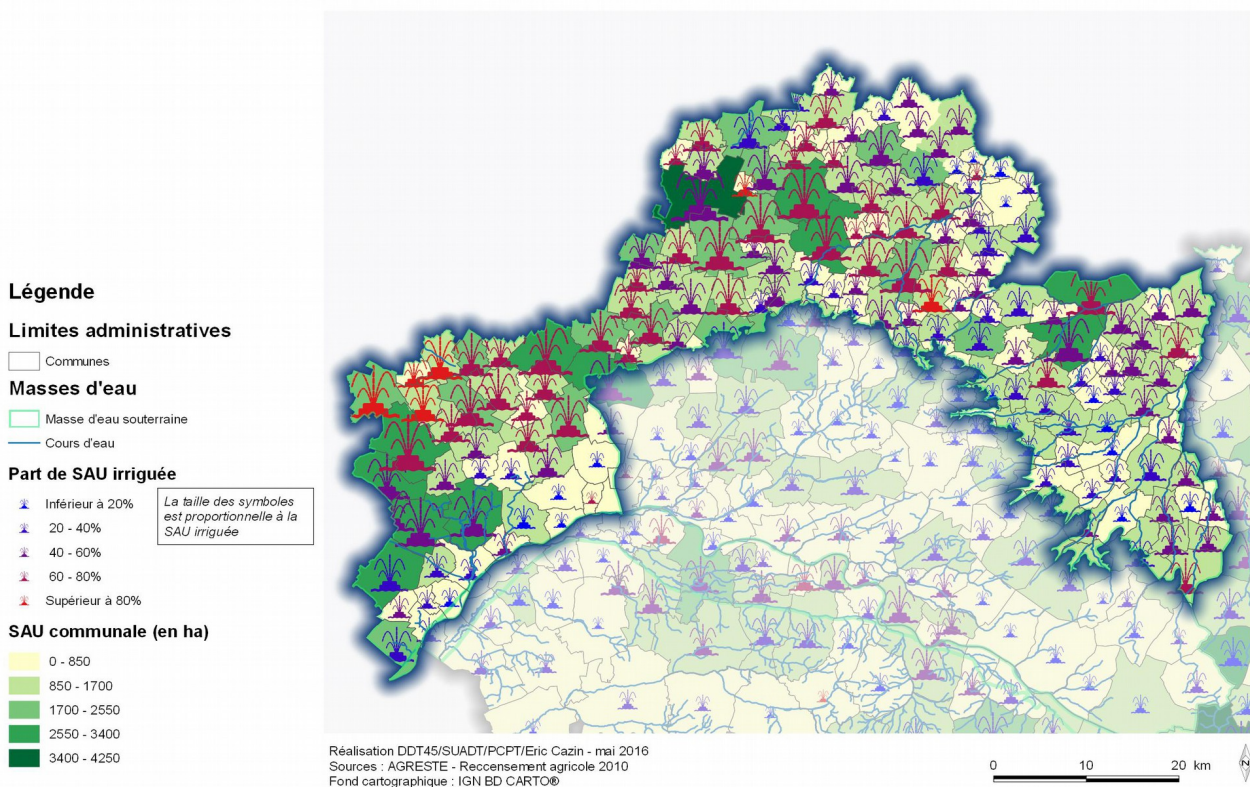 Légende
Limites administratives
Communes
Masses d'eau
Masse d'eau souterraine
Cours d'eau
Part de SAU irriguée
Inférieur à 20%
20 - 40%
40 - 60%
60 - 80%
Supérieur à 80%
La taille des symboles
est proportionnelle à la
SAU irriguée
SAU communale (en ha)
0 - 850
850 - 1700
1700 - 2550
2550 - 3400
3400 - 4250
Réalisation DDT45/SUADT/PCPT/Eric Cazin - mai 2016
Sources : AGRESTE - Reccensement agricole 2010
Fond cartographique : IGN BD CARTO®
0 10 20 km
N